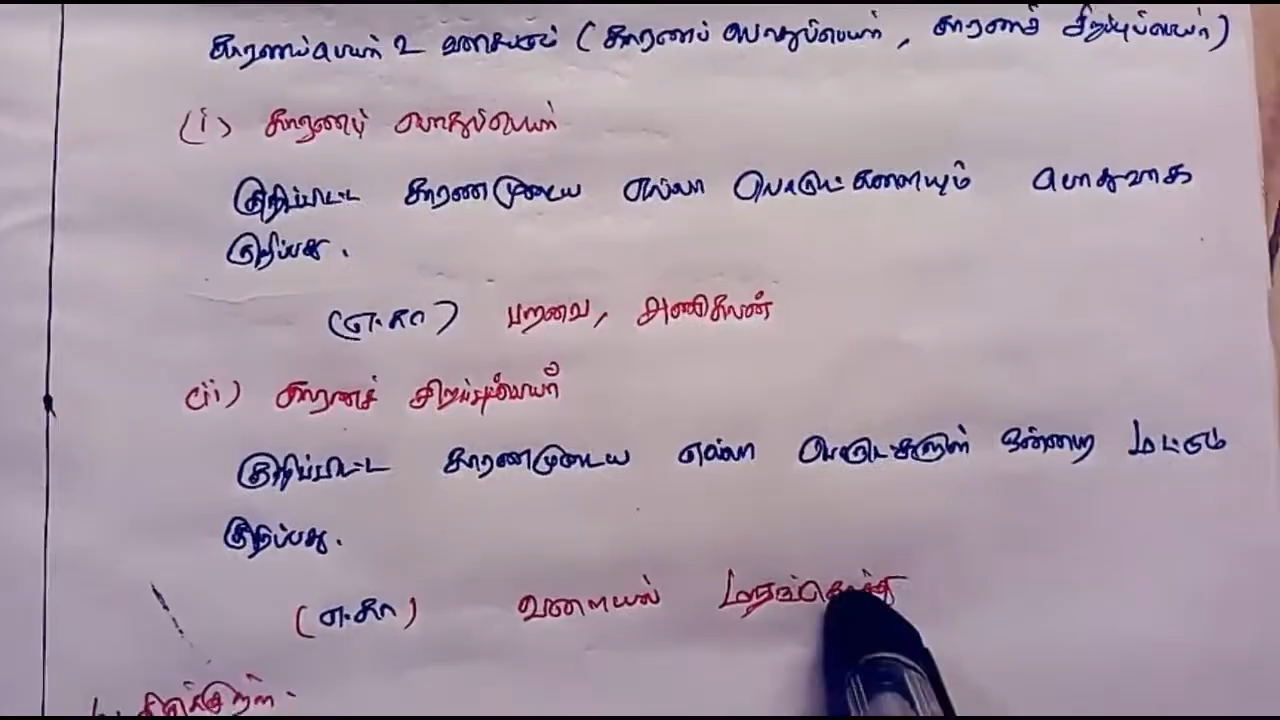 காரணப்பெயர் 2 வகைபடும் (காரணப் பொதுப்பெயர், காரணச் சிறப்புப்பெயர்)
(i) காரணப் பொதுப்பெயர்
குறிப்பிட்ட காரணமுடைய எல்லா பொருட்களையும் பொதுவாக
குறிப்பது.
(எ.கா) பறவை, அணிகலன்
(ii) காரணச் சிறப்புப்பெயர்
குறிப்பிட்ட காரணமுடைய எல்லா பொருட்களுள் ஒன்றை மட்டும்
குறிப்பது.
(எ.கா) வளையல் மரங்கொத்தி